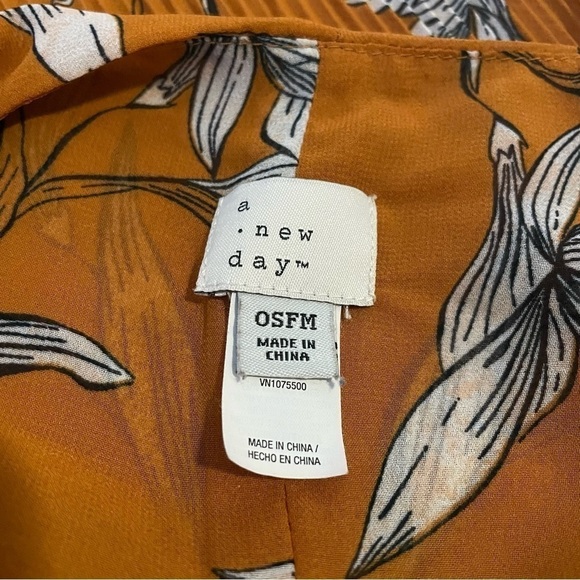 a
. new
day™
OSFM
MADE IN
CHINA
VN1075500
MADE IN CHINA /
HECHO EN CHINA